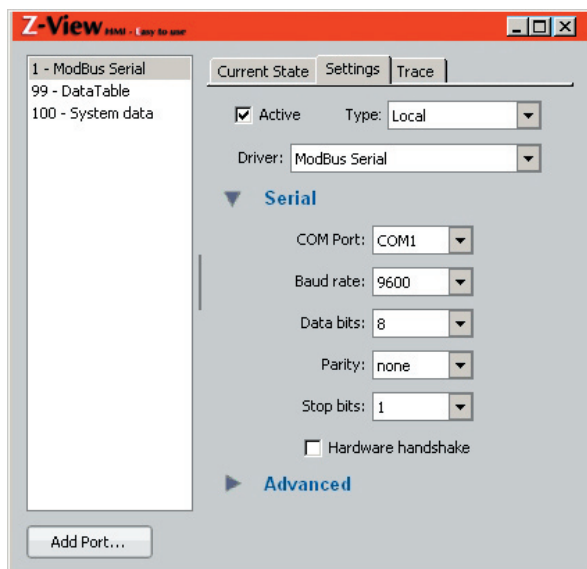 Z-View HMI - Easy to use
1 - ModBus Serial
99 - DataTable
100 - System data
Current State Settings Trace
Active Type: Local
Driver: ModBus Serial
Serial
COM Port: COM1
Baud rate: 9600
Data bits: 8
Parity: none
Stop bits: 1
Hardware handshake
Advanced
Add Port...